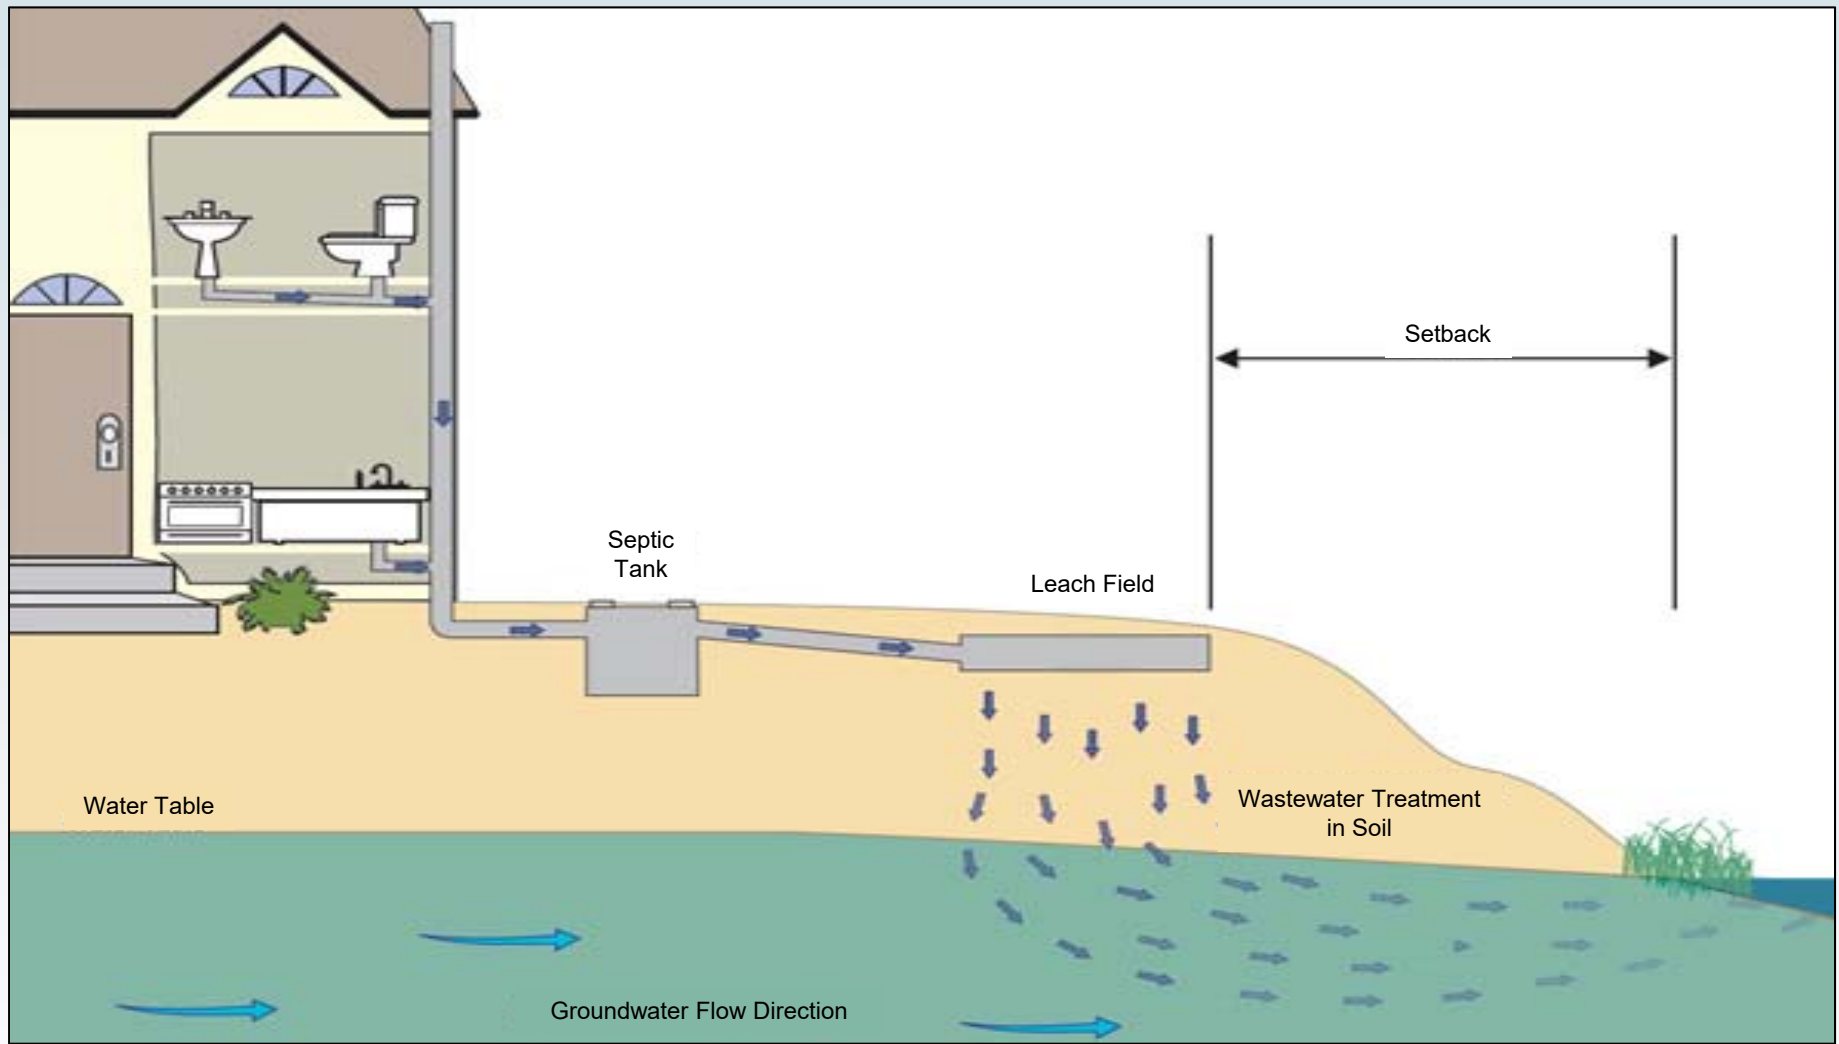 Setback
Septic
Tank
Leach Field
Water Table
Wastewater Treatment
in Soil
Groundwater Flow Direction